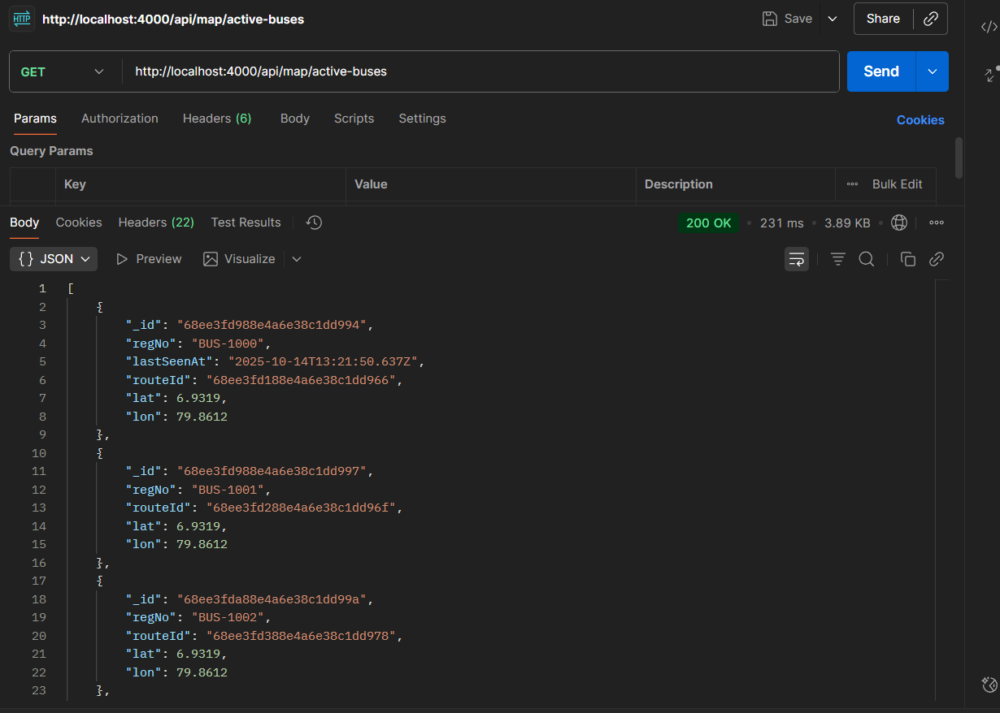 HTTP http://localhost:4000/api/map/active-buses Save Share
GET http://localhost:4000/api/map/active-buses Send
Params Authorization Headers (6) Body Scripts Settings Cookies
Query Params
Key Value Description Bulk Edit
Body Cookies Headers (22) Test Results 200 OK • 231 ms • 3.89 KB •
{} JSON Preview Visualize
1 [
2 {
3 "_id": "68ee3fd988e4a6e38c1dd994",
4 "regNo": "BUS-1000",
5 "lastSeenAt": "2025-10-14T13:21:50.637Z",
6 "routeId": "68ee3fd188e4a6e38c1dd966",
7 "lat": 6.9319,
8 "lon": 79.8612
9 },
10 {
11 "_id": "68ee3fd988e4a6e38c1dd997",
12 "regNo": "BUS-1001",
13 "routeId": "68ee3fd288e4a6e38c1dd96f",
14 "lat": 6.9319,
15 "lon": 79.8612
16 },
17 {
18 "_id": "68ee3fda88e4a6e38c1dd99a",
19 "regNo": "BUS-1002",
20 "routeId": "68ee3fd388e4a6e38c1dd978",
21 "lat": 6.9319,
22 "lon": 79.8612
23 },